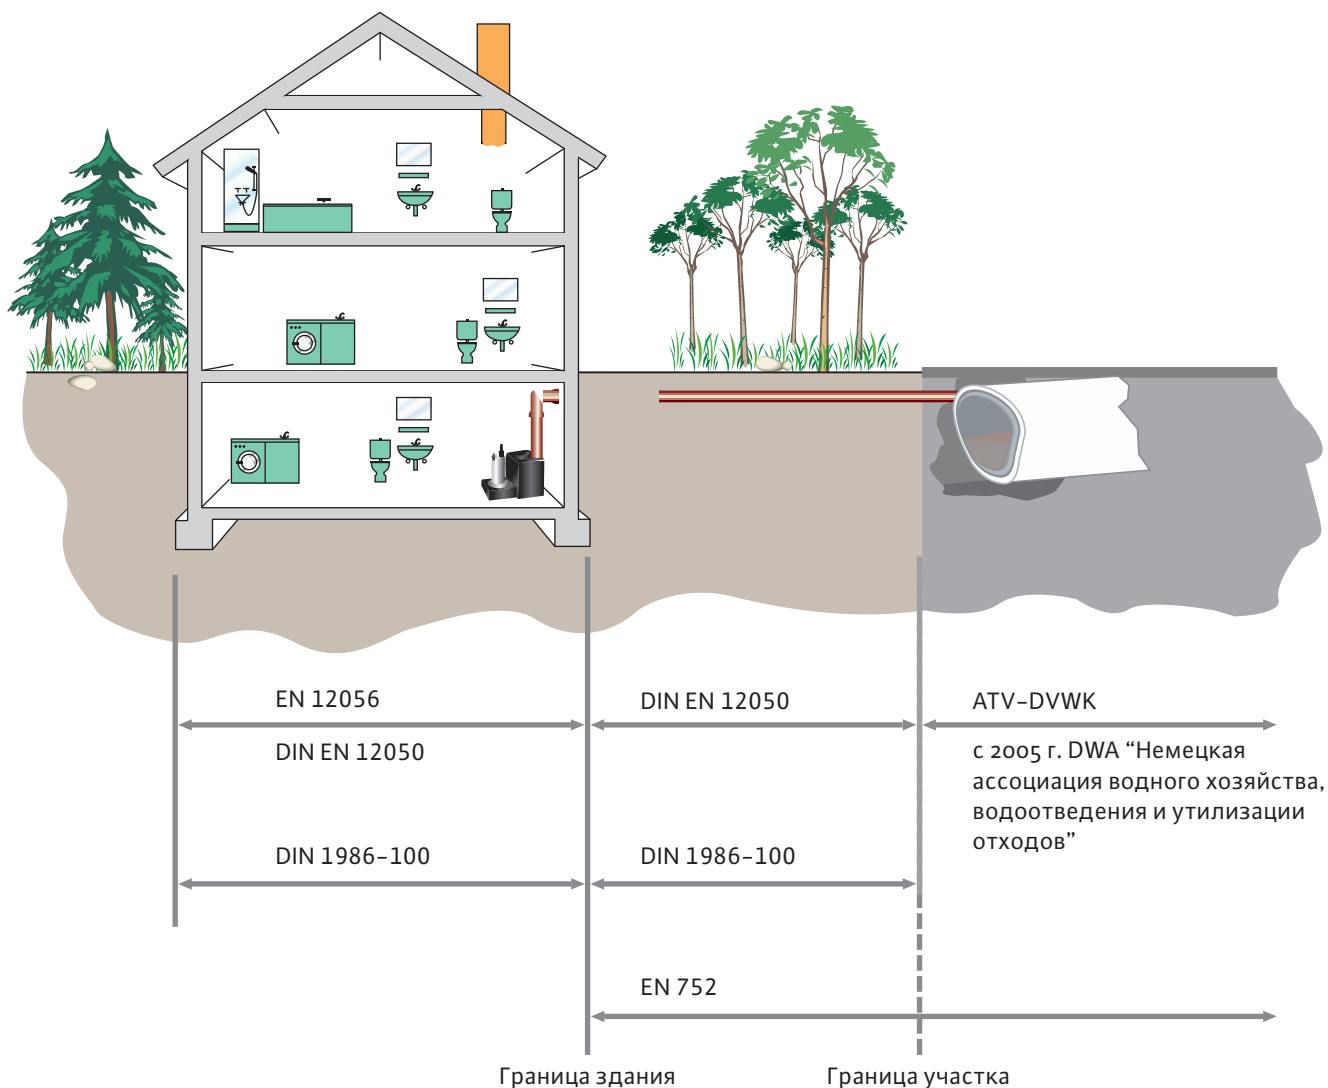 EN 12056
DIN EN 12050
ATV-DVWK
DIN EN 12050
с 2005 г. DWA “Немецкая
ассоциация водного хозяйства,
водоотведения и утилизации
отходов”
DIN 1986-100
DIN 1986-100
EN 752
Граница здания
Граница участка